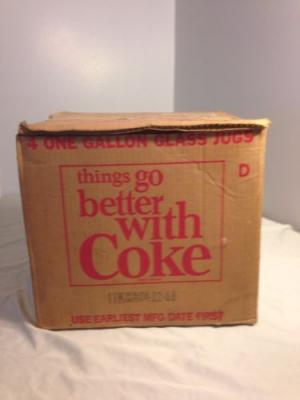 4 ONE GALLON GLASS JUGS
things go
better
with
Coke
D
USE EARLIEST MFG. DATE FIRST